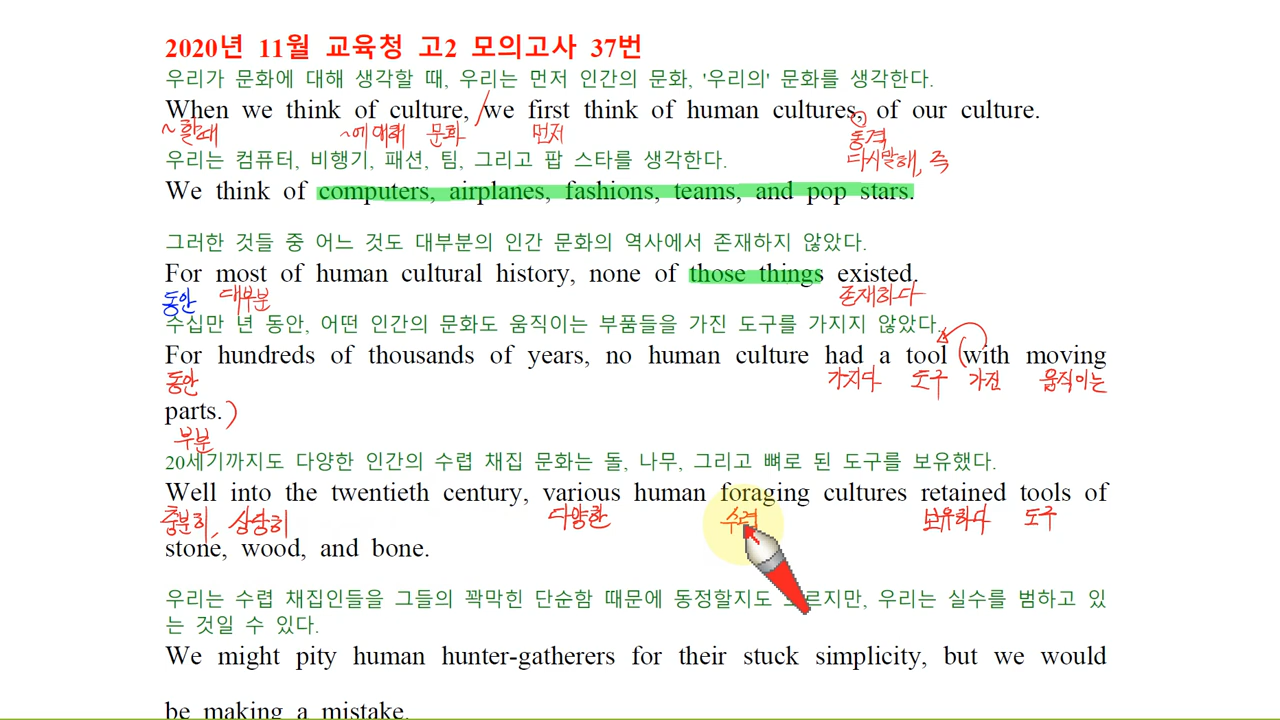 2020년 11월 교육청 고2 모의고사 37번
우리가 문화에 대해 생각할 때, 우리는 먼저 인간의 문화, '우리의' 문화를 생각한다.
When we think of culture, we first think of human cultures, of our culture.
~할때 ~에 대해 문화 먼저 동격
우리는 컴퓨터, 비행기, 패션, 팀, 그리고 팝 스타를 생각한다.
다시말해, 즉
We think of computers, airplanes, fashions, teams, and pop stars.
그러한 것들 중 어느 것도 대부분의 인간 문화의 역사에서 존재하지 않았다.
For most of human cultural history, none of those things existed.
동안 대부분 존재하다
수십만 년 동안, 어떤 인간의 문화도 움직이는 부품들을 가진 도구를 가지지 않았다.
For hundreds of thousands of years, no human culture had a tool (with moving
동안 가지다 도구 가진 움직이는
parts.)
부분
20세기까지도 다양한 인간의 수렵 채집 문화는 돌, 나무, 그리고 뼈로 된 도구를 보유했다.
Well into the twentieth century, various human foraging cultures retained tools of
충분히, 상당히 다양한 수렵 보유하다 도구
stone, wood, and bone.
우리는 수렵 채집인들을 그들의 꽉막힌 단순함 때문에 동정할지도 모르지만, 우리는 실수를 범하고 있
는 것일 수 있다.
We might pity human hunter-gatherers for their stuck simplicity, but we would
be making a mistake.